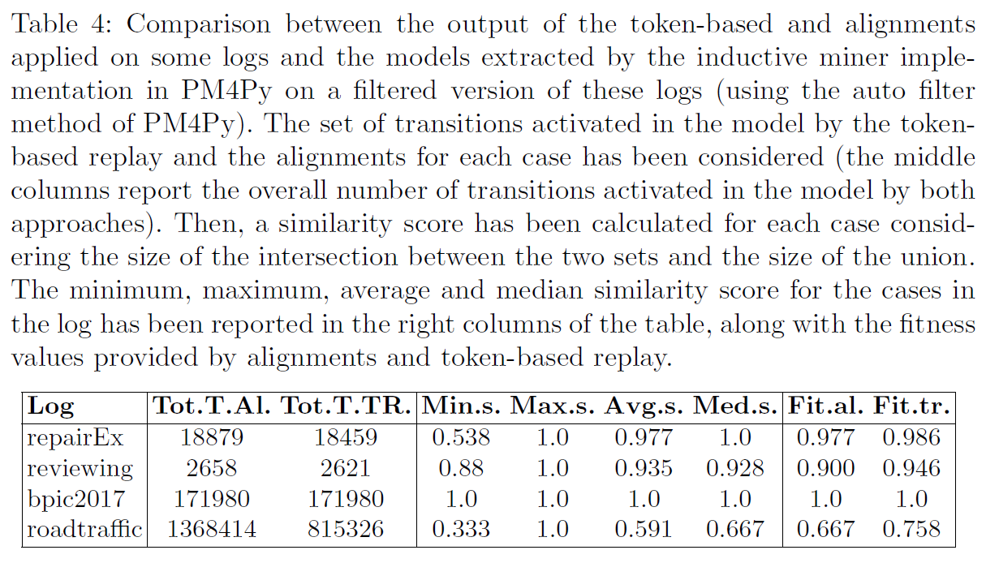 Table 4: Comparison between the output of the token-based and alignments
applied on some logs and the models extracted by the inductive miner imple-
mentation in PM4Py on a filtered version of these logs (using the auto filter
method of PM4Py). The set of transitions activated in the model by the token-
based replay and the alignments for each case has been considered (the middle
columns report the overall number of transitions activated in the model by both
approaches). Then, a similarity score has been calculated for each case consid-
ering the size of the intersection between the two sets and the size of the union.
The minimum, maximum, average and median similarity score for the cases in
the log has been reported in the right columns of the table, along with the fitness
values provided by alignments and token-based replay.
Log Tot.T.Al. Tot.T.TR. Min.s. Max.s. Avg.s. Med.s. Fit.al. Fit.tr.
repairEx 18879 18459 0.538 1.0 0.977 1.0 0.977 0.986
reviewing 2658 2621 0.88 1.0 0.935 0.928 0.900 0.946
bpic2017 171980 171980 1.0 1.0 1.0 1.0 1.0 1.0
roadtraffic 1368414 815326 0.333 1.0 0.591 0.667 0.667 0.758